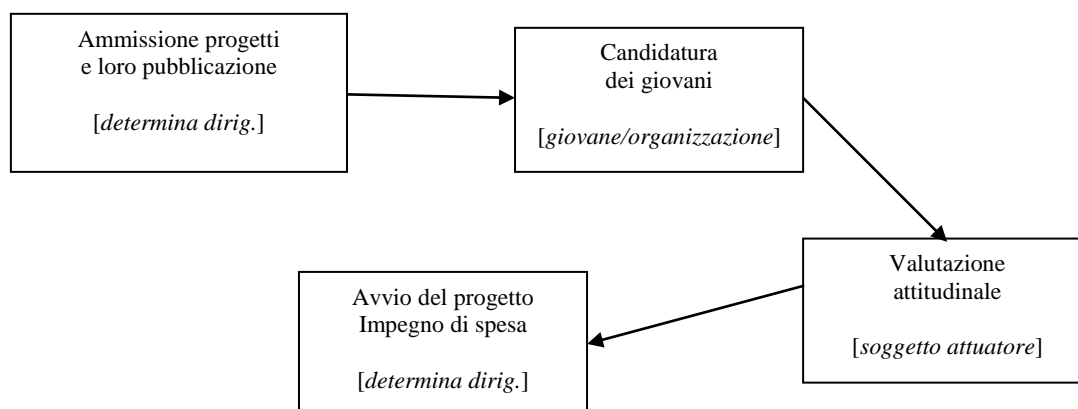 Ammissione progetti
e loro pubblicazione
[determina dirig.]
Candidatura
dei giovani
[giovane/organizzazione]
Valutazione
attitudinale
[soggetto attuatore]
Avvio del progetto
Impegno di spesa
[determina dirig.]